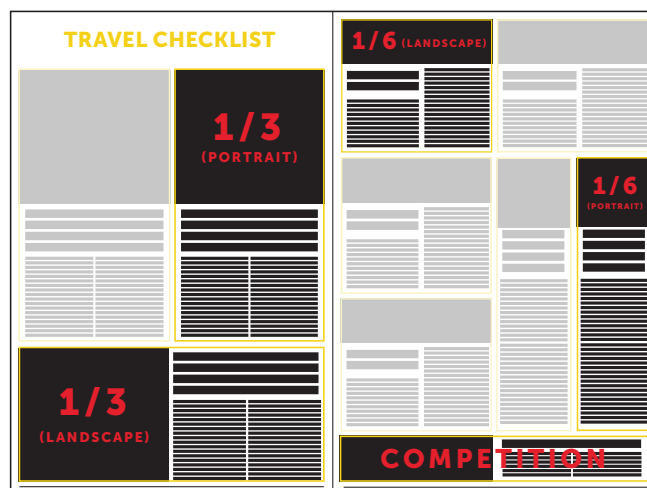 TRAVEL CHECKLIST
1/3
(PORTRAIT)
1/3
(LANDSCAPE)
1/6 (LANDSCAPE)
1/6
(PORTRAIT)
COMPETITION